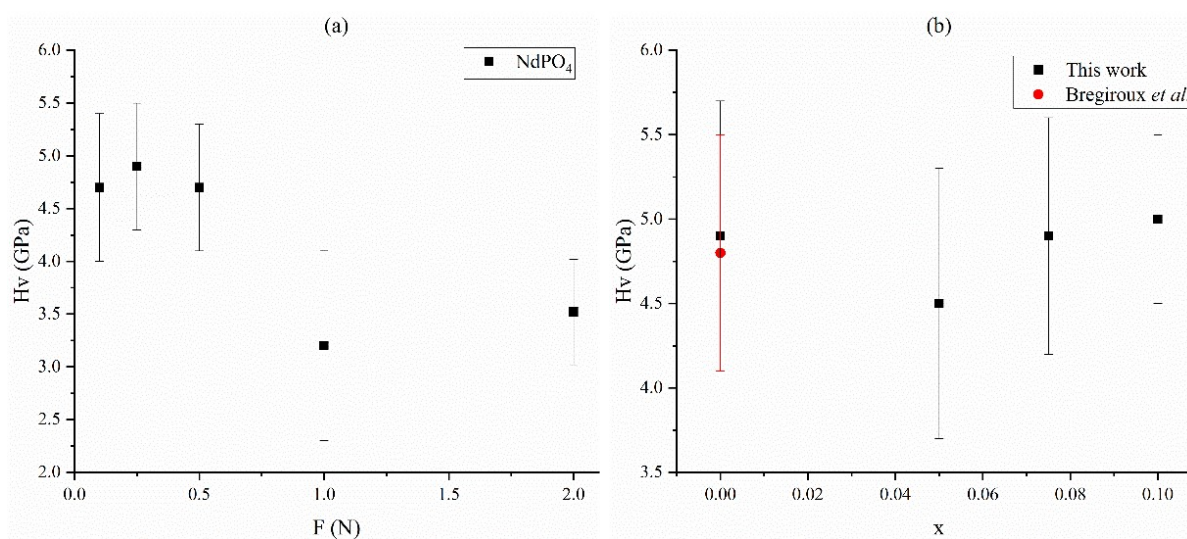 (a)
NdPO₄
6.0
5.5
5.0
4.5
4.0
3.5
3.0
2.5
2.0
Hv (GPa)
0.0 0.5 1.0 1.5 2.0
F (N)
(b)
This work
Bregiroux et al.
6.0
5.5
5.0
4.5
4.0
3.5
Hv (GPa)
0.00 0.02 0.04 0.06 0.08 0.10
x